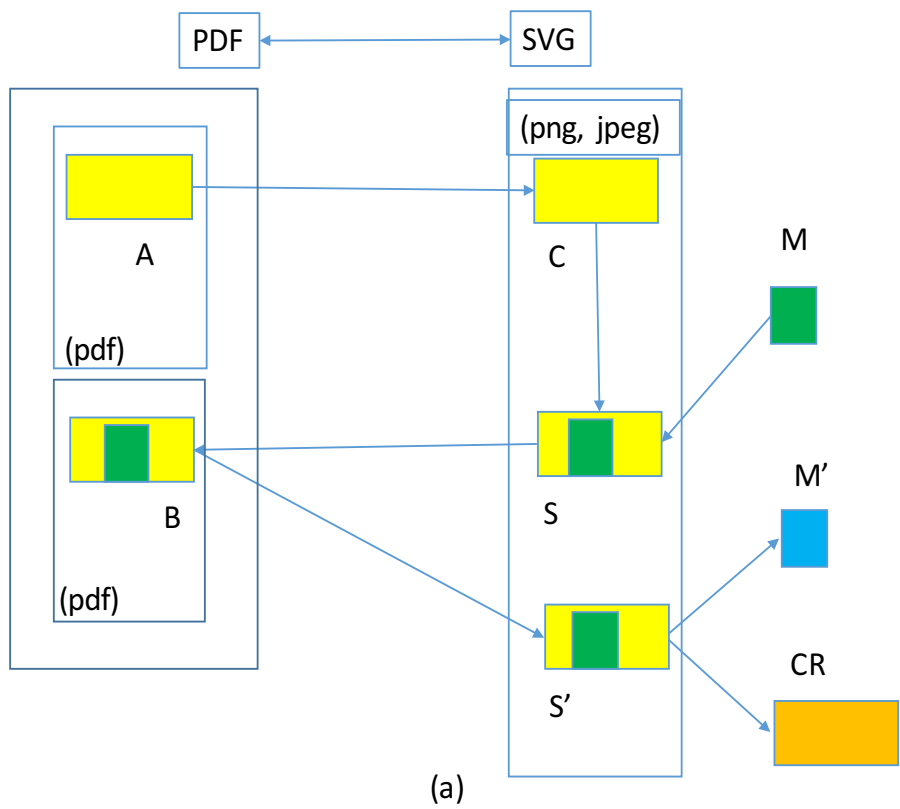 PDF
SVG
(png, jpeg)
A
C
M
(pdf)
B
S
M’
(pdf)
S’
CR
(a)